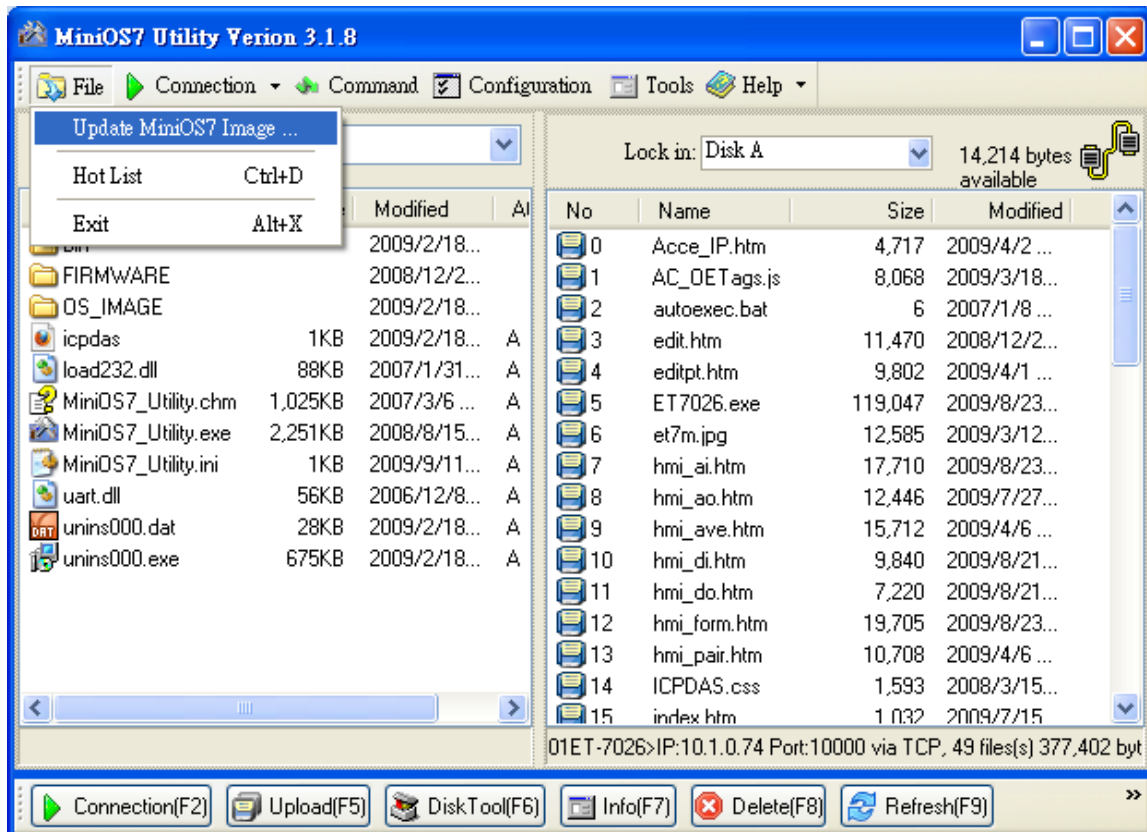 MiniOS7 Utility Verion 3.1.8
File Connection Command Configuration Tools Help
Update MiniOS7 Image ...
Hot List Ctrl+D
Exit Alt+X
Lock in: Disk A
14,214 bytes available
Modified
No Name Size Modified
2009/2/18...
FIRMWARE 2008/12/2...
OS_IMAGE 2009/2/18...
icpdas 1KB 2009/2/18... A
load232.dll 88KB 2007/1/31... A
MiniOS7_Utility.chm 1,025KB 2007/3/6 ... A
MiniOS7_Utility.exe 2,251KB 2008/8/15... A
MiniOS7_Utility.ini 1KB 2009/9/11... A
uart.dll 56KB 2006/12/8... A
unins000.dat 28KB 2009/2/18... A
unins000.exe 675KB 2009/2/18... A
0 Acce_IP.htm 4,717 2009/4/2 ...
1 AC_OETags.js 8,068 2009/3/18...
2 autoexec.bat 6 2007/1/8 ...
3 edit.htm 11,470 2008/12/2...
4 editpt.htm 9,802 2009/4/1 ...
5 ET7026.exe 119,047 2009/8/23...
6 et7m.jpg 12,585 2009/3/12...
7 hmi_ai.htm 17,710 2009/8/23...
8 hmi_ao.htm 12,446 2009/7/27...
9 hmi_ave.htm 15,712 2009/4/6 ...
10 hmi_di.htm 9,840 2009/8/21...
11 hmi_do.htm 7,220 2009/8/21...
12 hmi_form.htm 19,705 2009/8/23...
13 hmi_pair.htm 10,708 2009/4/6 ...
14 ICPDAS.css 1,593 2008/3/15...
15 index.htm 1,032 2009/7/15
01ET-7026>IP:10.1.0.74 Port:10000 via TCP, 49 files(s) 377,402 byt
Connection(F2) Upload(F5) DiskTool(F6) Info(F7) Delete(F8) Refresh(F9) »